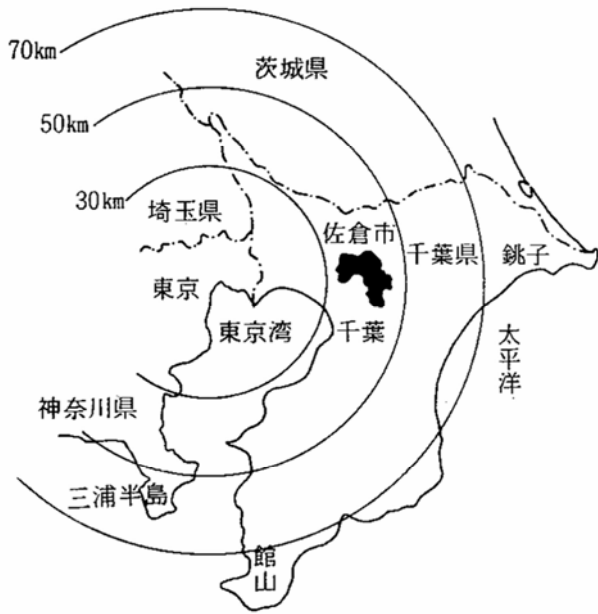 70km
茨城県
50km
30km
埼玉県
佐倉市
千葉県
銚子
東京
東京湾
千葉
太平洋
神奈川県
三浦半島
館山